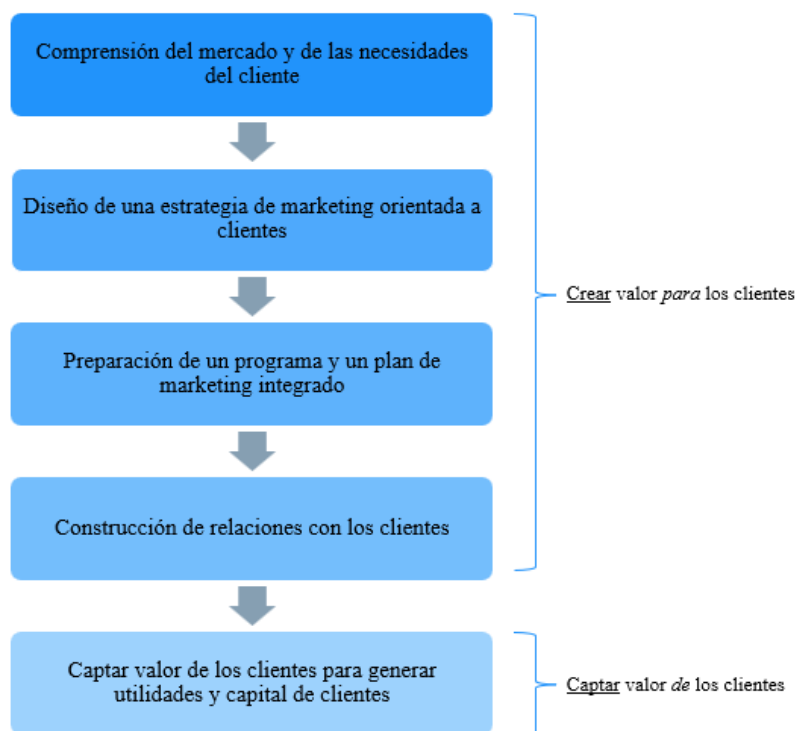 Comprensión del mercado y de las necesidades
del cliente
Diseño de una estrategia de marketing orientada a
clientes
Preparación de un programa y un plan de
marketing integrado
Construcción de relaciones con los clientes
Crear valor para los clientes
Captar valor de los clientes para generar
utilidades y capital de clientes
Captar valor de los clientes